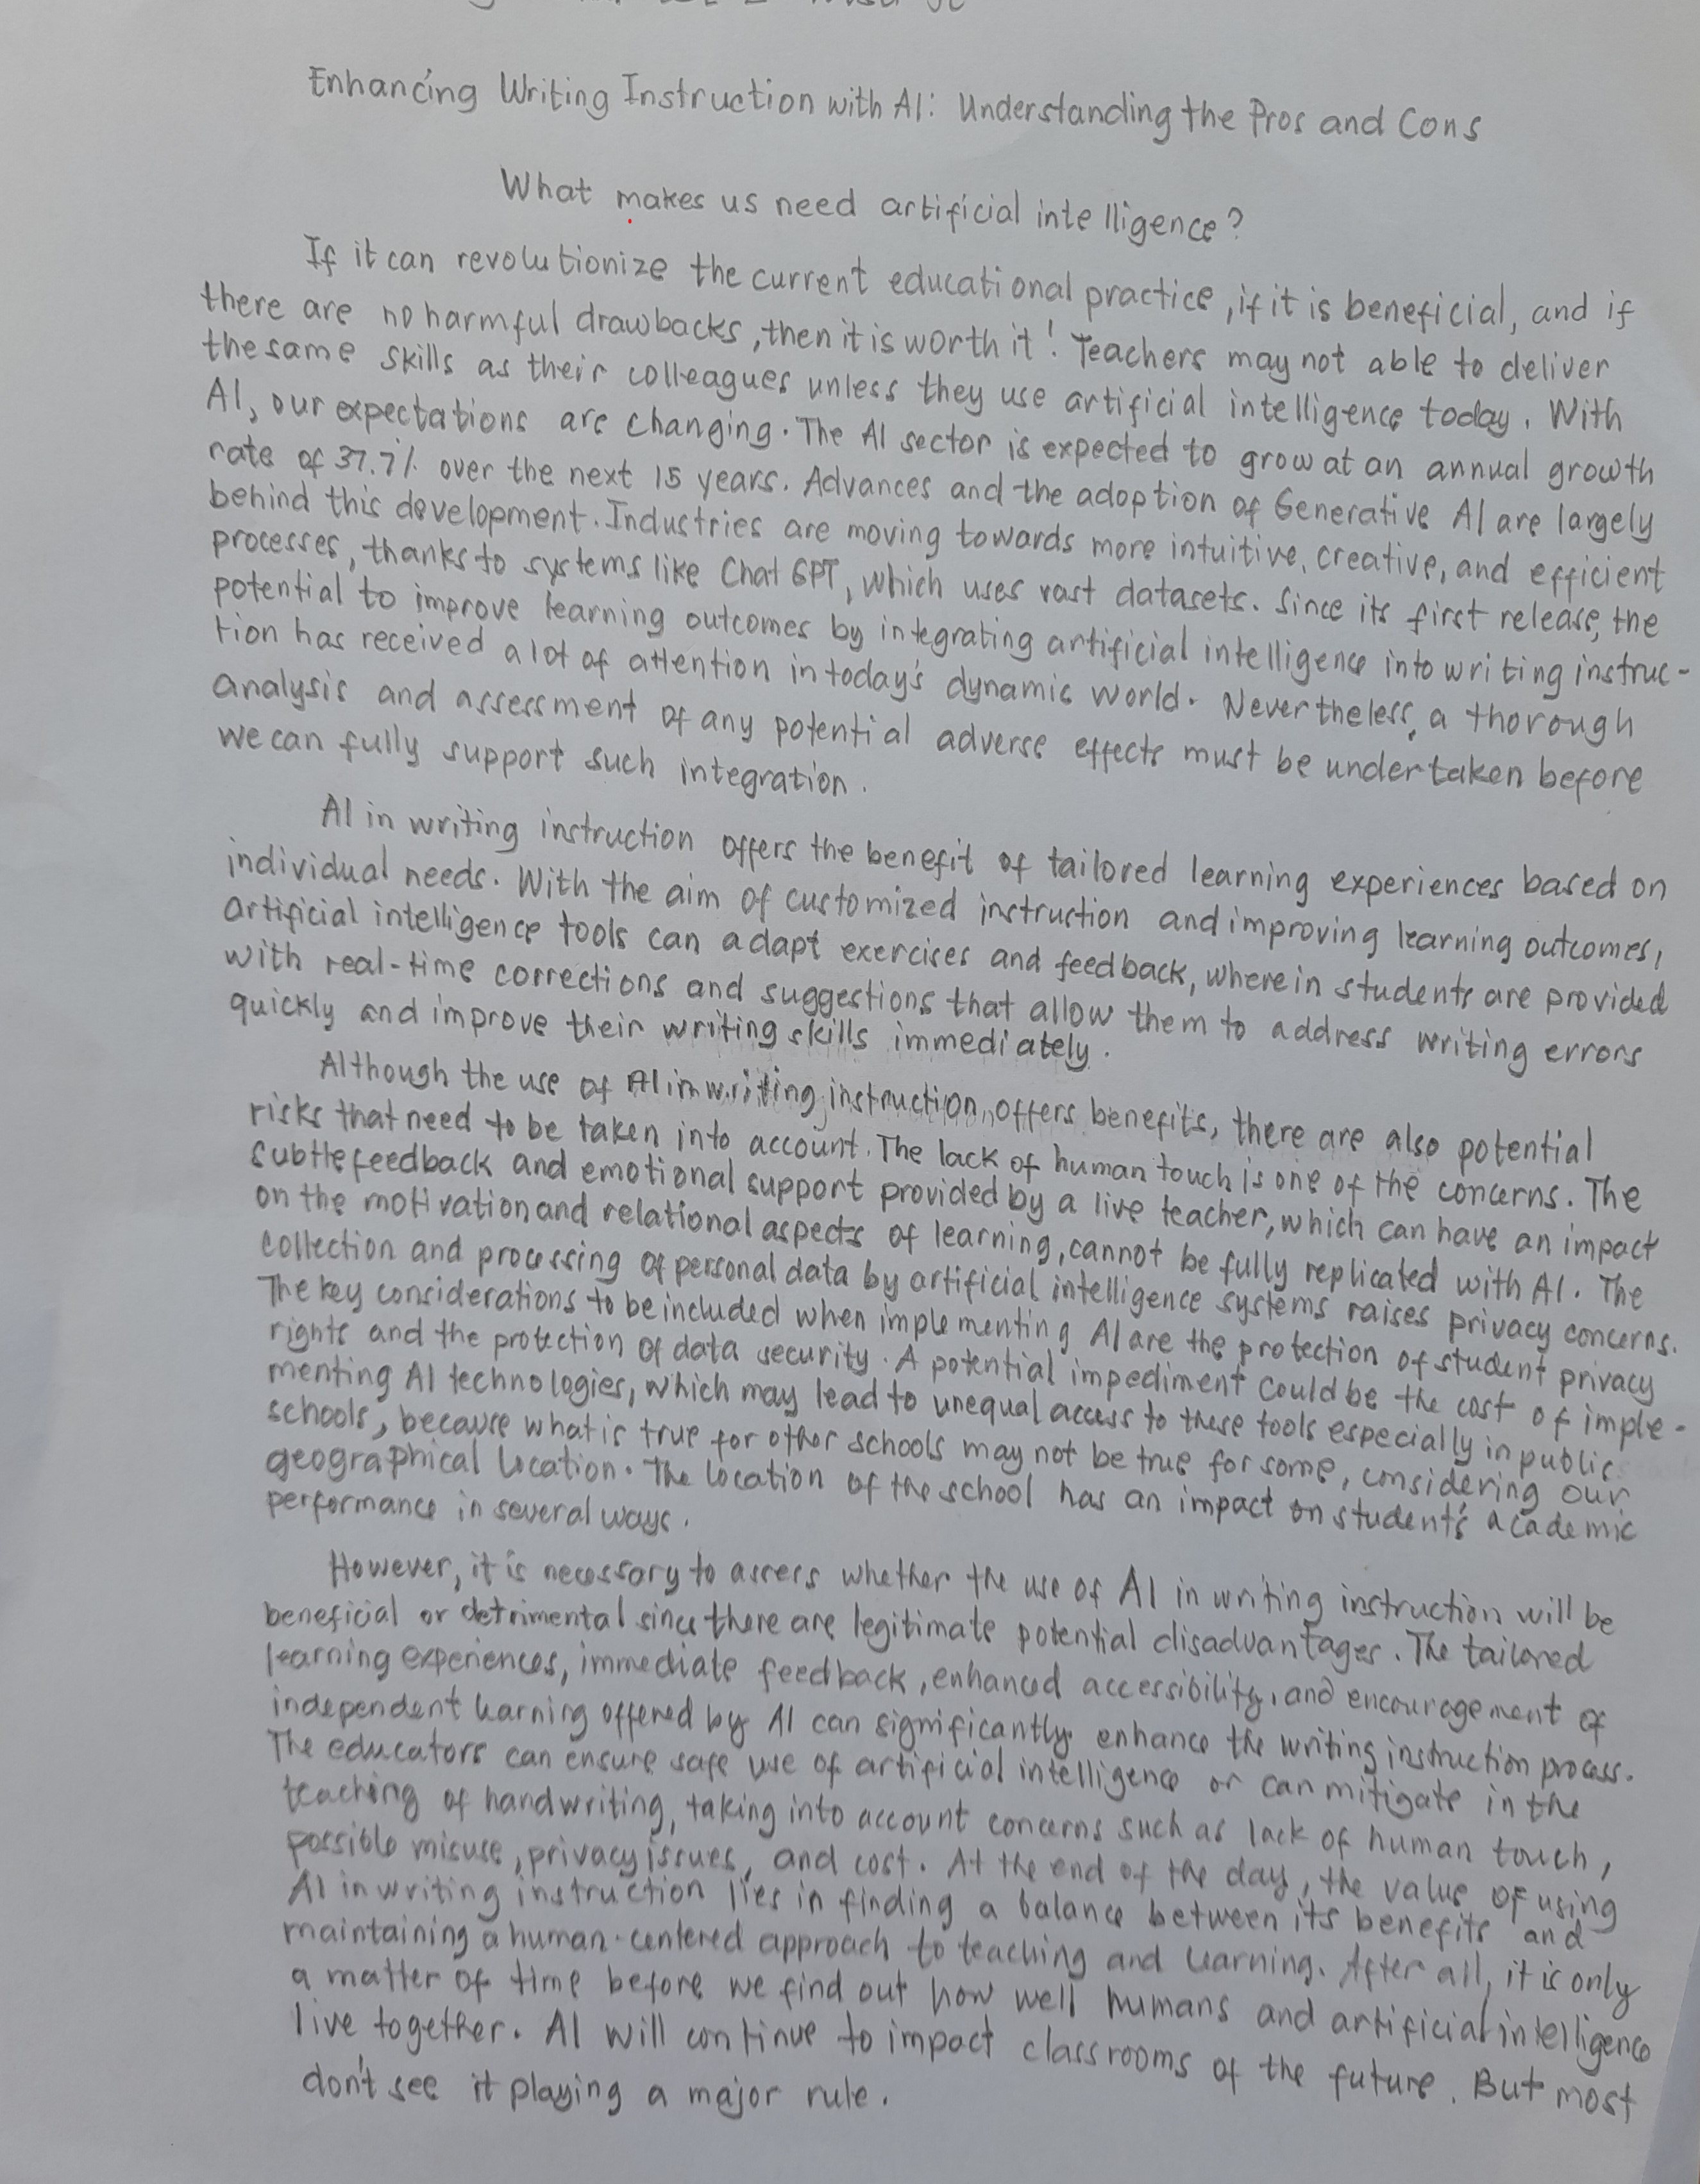 Enhancing Writing Instruction with AI: Understanding the Pros and Cons
What makes us need artificial intelligence?
If it can revolutionize the current educational practice, if it is beneficial, and if
there are no harmful drawbacks, then it is worth it! Teachers may not able to deliver
the same skills as their colleagues unless they use artificial intelligence today. With
AI, our expectations are changing. The AI sector is expected to grow at an annual growth
rate of 37.7% over the next 15 years. Advances and the adoption of Generative AI are largely
behind this development. Industries are moving towards more intuitive, creative, and efficient
processes, thanks to systems like Chat GPT, which uses vast datasets. Since its first release, the
potential to improve learning outcomes by integrating artificial intelligence into writing instruc-
tion has received a lot of attention in today's dynamic world. Nevertheless, a thorough
analysis and assessment of any potential adverse effects must be undertaken before
we can fully support such integration.
AI in writing instruction offers the benefit of tailored learning experiences based on
individual needs. With the aim of customized instruction and improving learning outcomes,
artificial intelligence tools can adapt exercises and feedback, wherein students are provided
with real-time corrections and suggestions that allow them to address writing errors
quickly and improve their writing skills immediately.
Although the use of AI in writing instruction offers benefits, there are also potential
risks that need to be taken into account. The lack of human touch is one of the concerns. The
subtle feedback and emotional support provided by a live teacher, which can have an impact
on the motivation and relational aspects of learning, cannot be fully replicated with AI. The
collection and processing of personal data by artificial intelligence systems raises privacy concerns.
The key considerations to be included when implementing AI are the protection of student privacy
rights and the protection of data security. A potential impediment could be the cost of imple-
menting AI technologies, which may lead to unequal access to these tools especially in public
schools, because what is true for other schools may not be true for some, considering our
geographical location. The location of the school has an impact on student's academic
performance in several ways.
However, it is necessary to assess whether the use of AI in writing instruction will be
beneficial or detrimental since there are legitimate potential disadvantages. The tailored
learning experiences, immediate feedback, enhanced accessibility, and encouragement of
independent learning offered by AI can significantly enhance the writing instruction process.
The educators can ensure safe use of artificial intelligence or can mitigate in the
teaching of handwriting, taking into account concerns such as lack of human touch,
possible misuse, privacy issues, and cost. At the end of the day, the value of using
AI in writing instruction lies in finding a balance between its benefits and
maintaining a human-centered approach to teaching and learning. After all, it is only
a matter of time before we find out how well humans and artificial intelligence
live together. AI will continue to impact classrooms of the future. But most
don't see it playing a major rule.